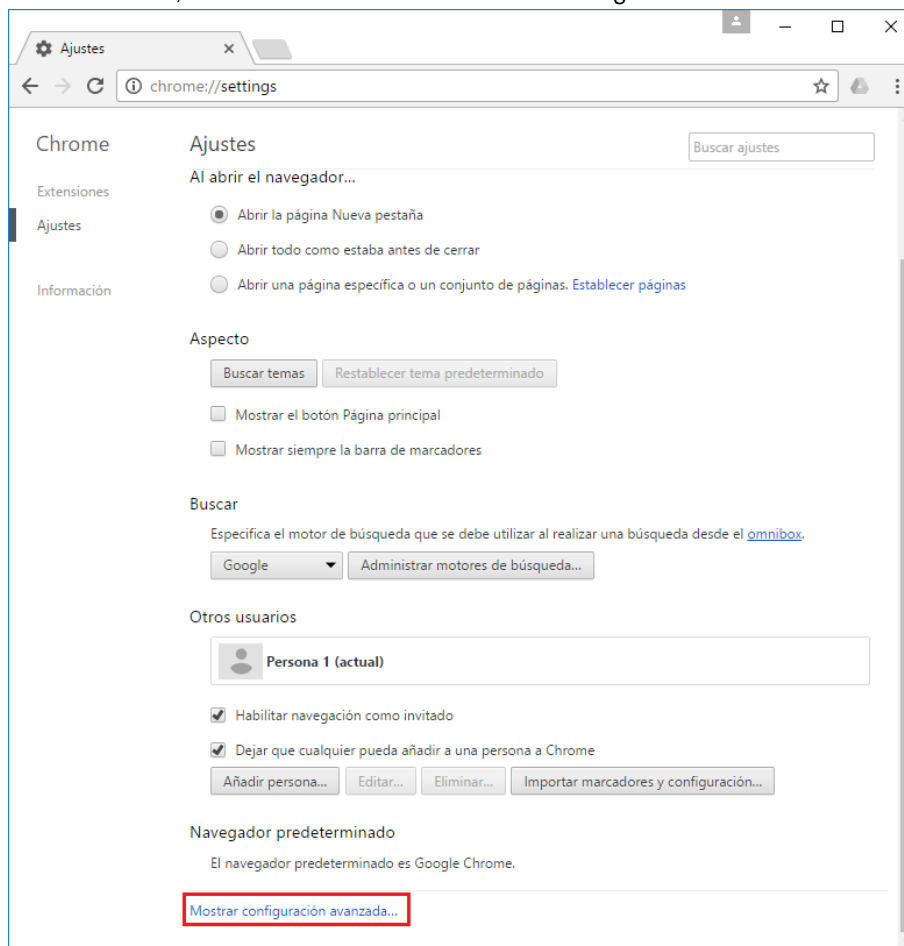 Ajustes
chrome://settings
Chrome
Ajustes
Buscar ajustes
Extensiones
Ajustes
Información
Al abrir el navegador...
Abrir la página Nueva pestaña
Abrir todo como estaba antes de cerrar
Abrir una página específica o un conjunto de páginas. Establecer páginas
Aspecto
Buscar temas Restablecer tema predeterminado
Mostrar el botón Página principal
Mostrar siempre la barra de marcadores
Buscar
Especifica el motor de búsqueda que se debe utilizar al realizar una búsqueda desde el omnibox.
Google Administrar motores de búsqueda...
Otros usuarios
Persona 1 (actual)
Habilitar navegación como invitado
Dejar que cualquier pueda añadir a una persona a Chrome
Añadir persona... Editar... Eliminar... Importar marcadores y configuración...
Navegador predeterminado
El navegador predeterminado es Google Chrome.
Mostrar configuración avanzada...